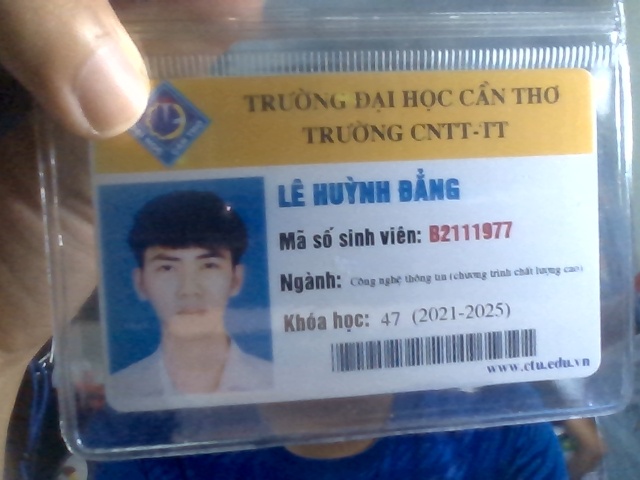 TRƯỜNG ĐẠI HỌC CẦN THƠ
TRƯỜNG CNTT-TT
LÊ HUỲNH ĐẲNG
Mã số sinh viên: B2111977
Ngành: Công nghệ thông tin (chương trình chất lượng cao)
Khóa học: 47 (2021-2025)
www.ctu.edu.vn